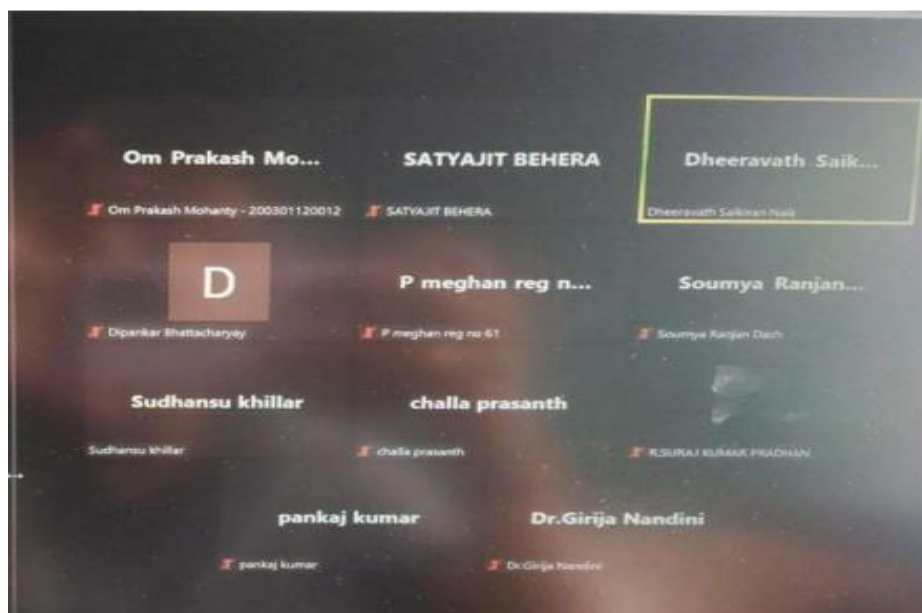 Om Prakash Mo...
SATYAJIT BEHERA
Dheeravath Saik...
Om Prakash Mohanty - 200301120012
SATYAJIT BEHERA
Dheeravath Saikiran Naik
D
P meghan reg n...
Soumya Ranjan...
Dipankar Bhattacharyay
P meghan reg no 61
Soumya Ranjan Dash
Sudhansu khillar
challa prasanth
Sudhansu khillar
challa prasanth
R.SURAJ KUMAR PRADHAN
pankaj kumar
Dr.Girija Nandini
pankaj kumar
Dr.Girija Nandini